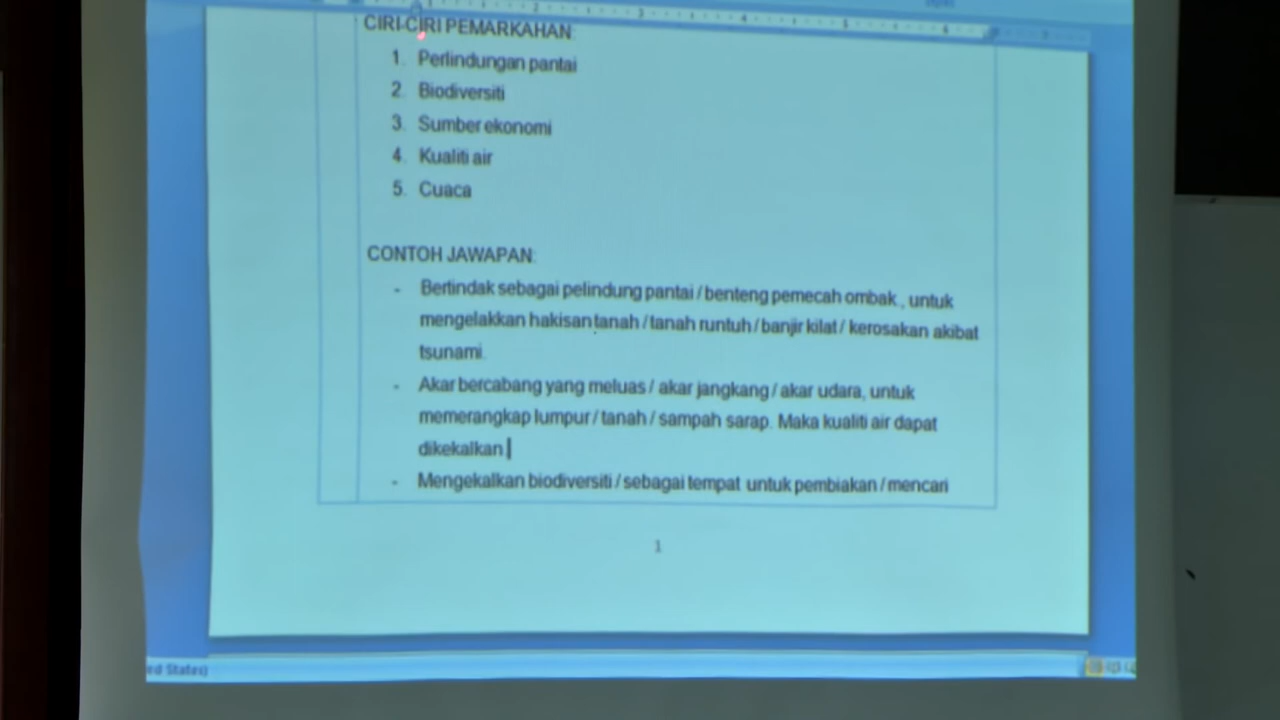 CIRI-CIRI PEMARKAHAN:
1. Perlindungan pantai
2. Biodiversiti
3. Sumber ekonomi
4. Kualiti air
5. Cuaca
CONTOH JAWAPAN:
- Bertindak sebagai pelindung pantai / benteng pemecah ombak , untuk
mengelakkan hakisan tanah / tanah runtuh / banjir kilat / kerosakan akibat
tsunami.
- Akar bercabang yang meluas / akar jangkang / akar udara, untuk
memerangkap lumpur / tanah / sampah sarap. Maka kualiti air dapat
dikekalkan
- Mengekalkan biodiversiti / sebagai tempat untuk pembiakan / mencari
1
ed States)